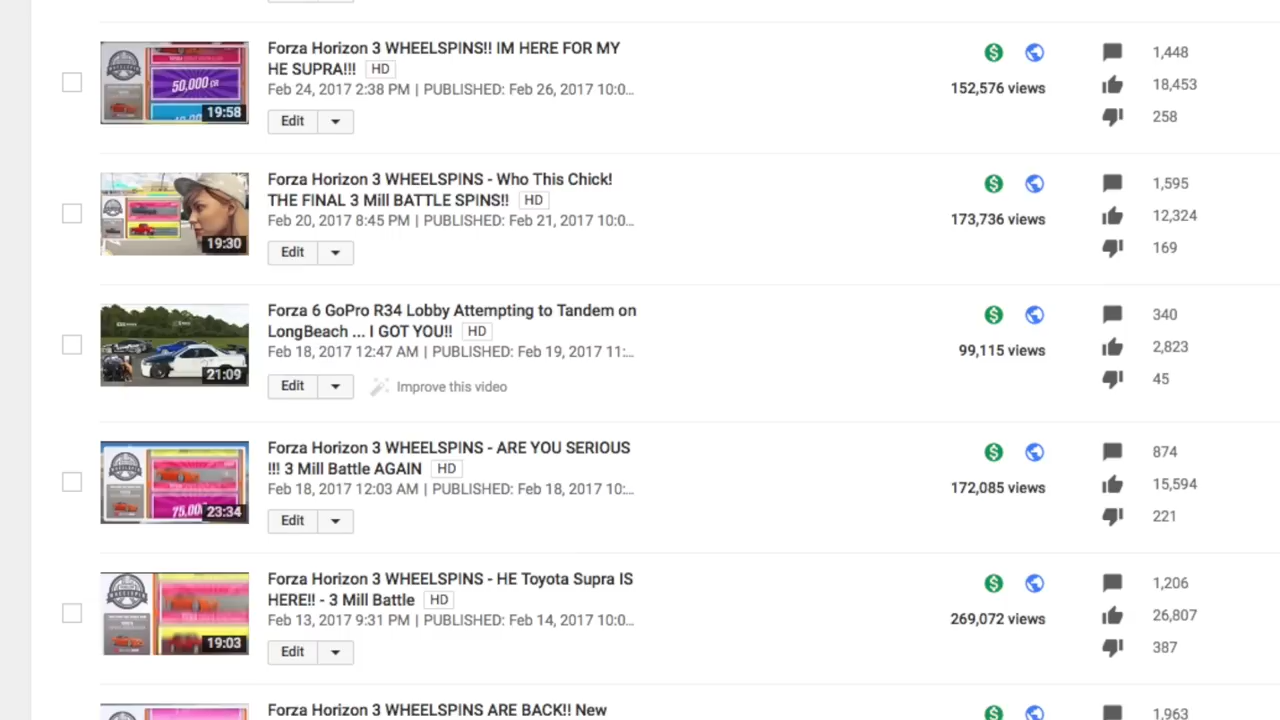 Forza Horizon 3 WHEELSPINS!! IM HERE FOR MY
HE SUPRA!!! HD
Feb 24, 2017 2:38 PM | PUBLISHED: Feb 26, 2017 10:0...
Edit
50,000 CR
19:58
152,576 views
1,448
18,453
258
Forza Horizon 3 WHEELSPINS - Who This Chick!
THE FINAL 3 Mill BATTLE SPINS!! HD
Feb 20, 2017 8:45 PM | PUBLISHED: Feb 21, 2017 10:0...
Edit
19:30
173,736 views
1,595
12,324
169
Forza 6 GoPro R34 Lobby Attempting to Tandem on
LongBeach ... I GOT YOU!! HD
Feb 18, 2017 12:47 AM | PUBLISHED: Feb 19, 2017 11:...
Edit
Improve this video
21:09
99,115 views
340
2,823
45
Forza Horizon 3 WHEELSPINS - ARE YOU SERIOUS
!!! 3 Mill Battle AGAIN HD
Feb 18, 2017 12:03 AM | PUBLISHED: Feb 18, 2017 10:...
Edit
23:34
172,085 views
874
15,594
221
Forza Horizon 3 WHEELSPINS - HE Toyota Supra IS
HERE!! - 3 Mill Battle HD
Feb 13, 2017 9:31 PM | PUBLISHED: Feb 14, 2017 10:0...
Edit
19:03
269,072 views
1,206
26,807
387
Forza Horizon 3 WHEELSPINS ARE BACK!! New
1,963